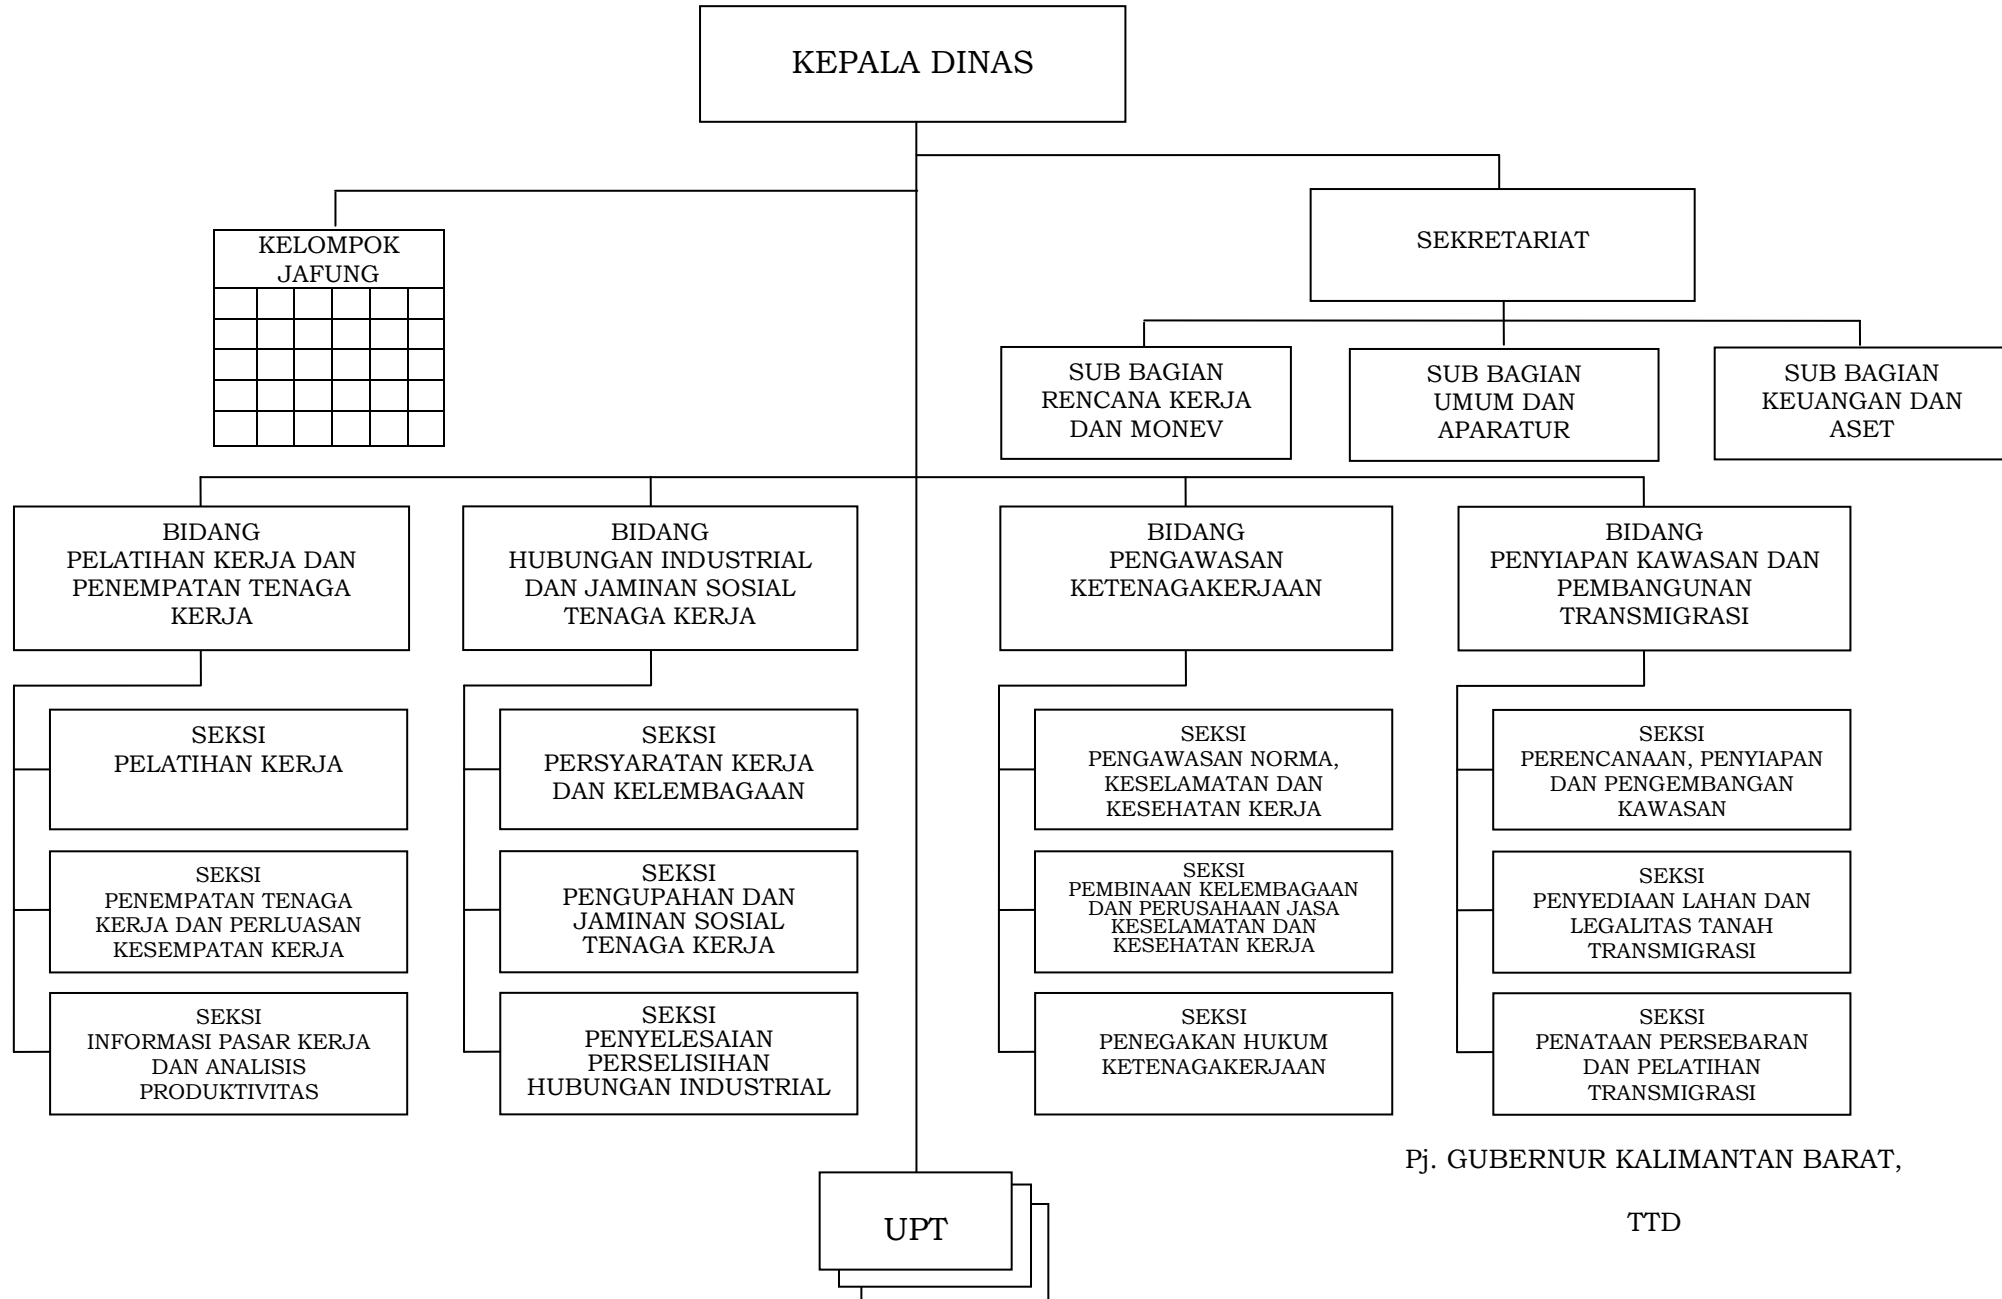 KEPALA DINAS
KELOMPOK
JAFUNG
SEKRETARIAT
SUB BAGIAN
RENCANA KERJA
DAN MONEV
SUB BAGIAN
UMUM DAN
APARATUR
SUB BAGIAN
KEUANGAN DAN
ASET
BIDANG
PELATIHAN KERJA DAN
PENEMPATAN TENAGA
KERJA
BIDANG
HUBUNGAN INDUSTRIAL
DAN JAMINAN SOSIAL
TENAGA KERJA
BIDANG
PENGAWASAN
KETENAGAKERJAAN
BIDANG
PENYIAPAN KAWASAN DAN
PEMBANGUNAN
TRANSMIGRASI
SEKSI
PELATIHAN KERJA
SEKSI
PERSYARATAN KERJA
DAN KELEMBAGAAN
SEKSI
PENGAWASAN NORMA,
KESELAMATAN DAN
KESEHATAN KERJA
SEKSI
PERENCANAAN, PENYIAPAN
DAN PENGEMBANGAN
KAWASAN
SEKSI
PENEMPATAN TENAGA
KERJA DAN PERLUASAN
KESEMPATAN KERJA
SEKSI
PENGUPAHAN DAN
JAMINAN SOSIAL
TENAGA KERJA
SEKSI
PEMBINAAN KELEMBAGAAN
DAN PERUSAHAAN JASA
KESELAMATAN DAN
KESEHATAN KERJA
SEKSI
PENYEDIAAN LAHAN DAN
LEGALITAS TANAH
TRANSMIGRASI
SEKSI
INFORMASI PASAR KERJA
DAN ANALISIS
PRODUKTIVITAS
SEKSI
PENYELESAIAN
PERSELISIHAN
HUBUNGAN INDUSTRIAL
SEKSI
PENEGAKAN HUKUM
KETENAGAKERJAAN
SEKSI
PENATAAN PERSEBARAN
DAN PELATIHAN
TRANSMIGRASI
Pj. GUBERNUR KALIMANTAN BARAT,
TTD
UPT